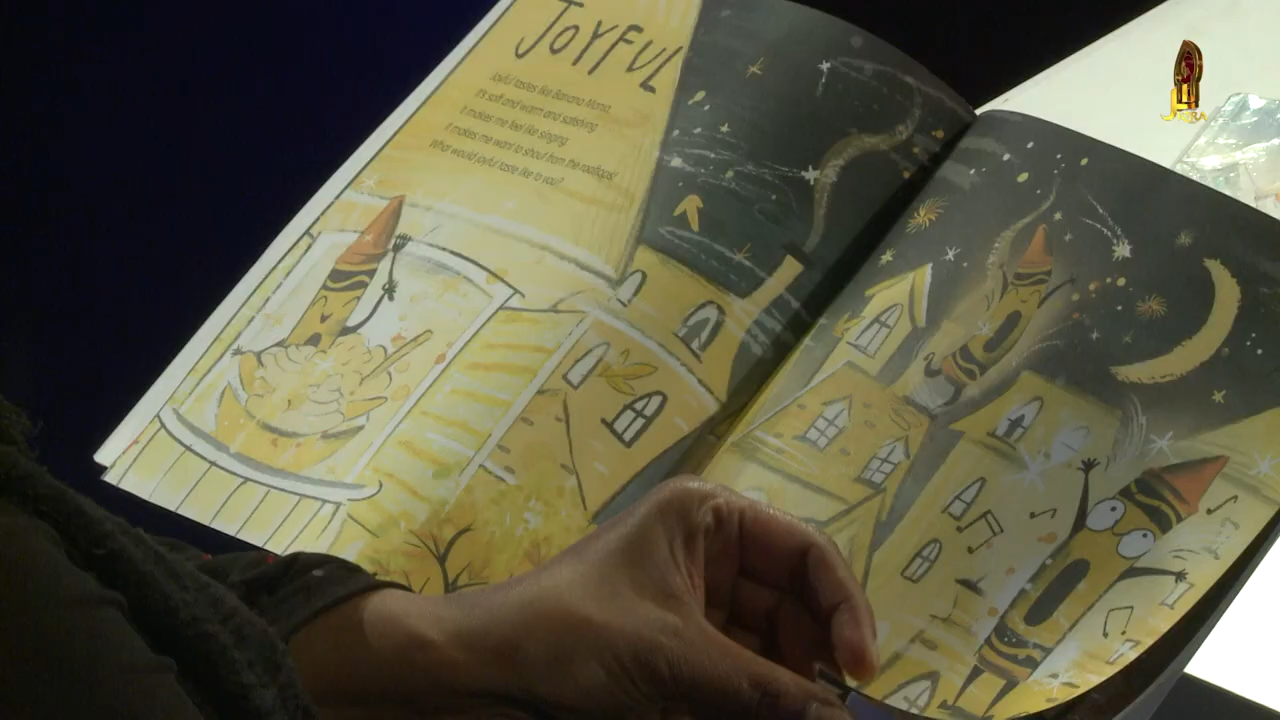 JOYFUL
Joyful tastes like Banana Mania.
It's soft and warm and satisfying.
It makes me feel like singing.
It makes me want to shout from the rooftops!
What would joyful taste like to you?